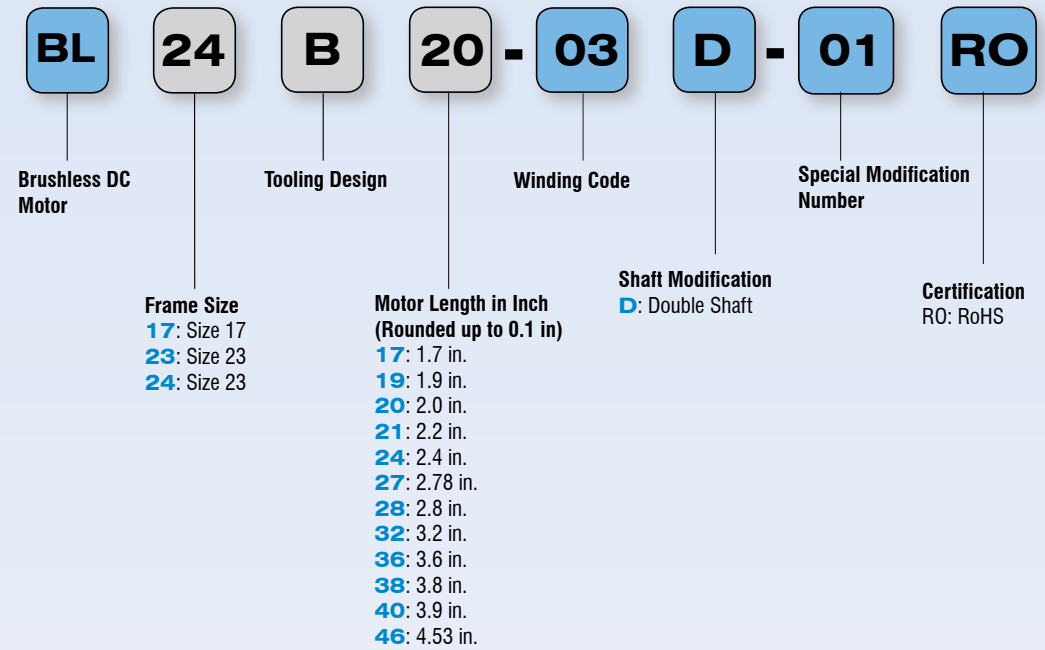 BL 24 B 20 - 03 D - 01 RO
Brushless DC
Motor
Tooling Design
Winding Code
Special Modification
Number
Frame Size
17: Size 17
23: Size 23
24: Size 23
Motor Length in Inch
(Rounded up to 0.1 in)
17: 1.7 in.
19: 1.9 in.
20: 2.0 in.
21: 2.2 in.
24: 2.4 in.
27: 2.78 in.
28: 2.8 in.
32: 3.2 in.
36: 3.6 in.
38: 3.8 in.
40: 3.9 in.
46: 4.53 in.
Shaft Modification
D: Double Shaft
Certification
RO: RoHS